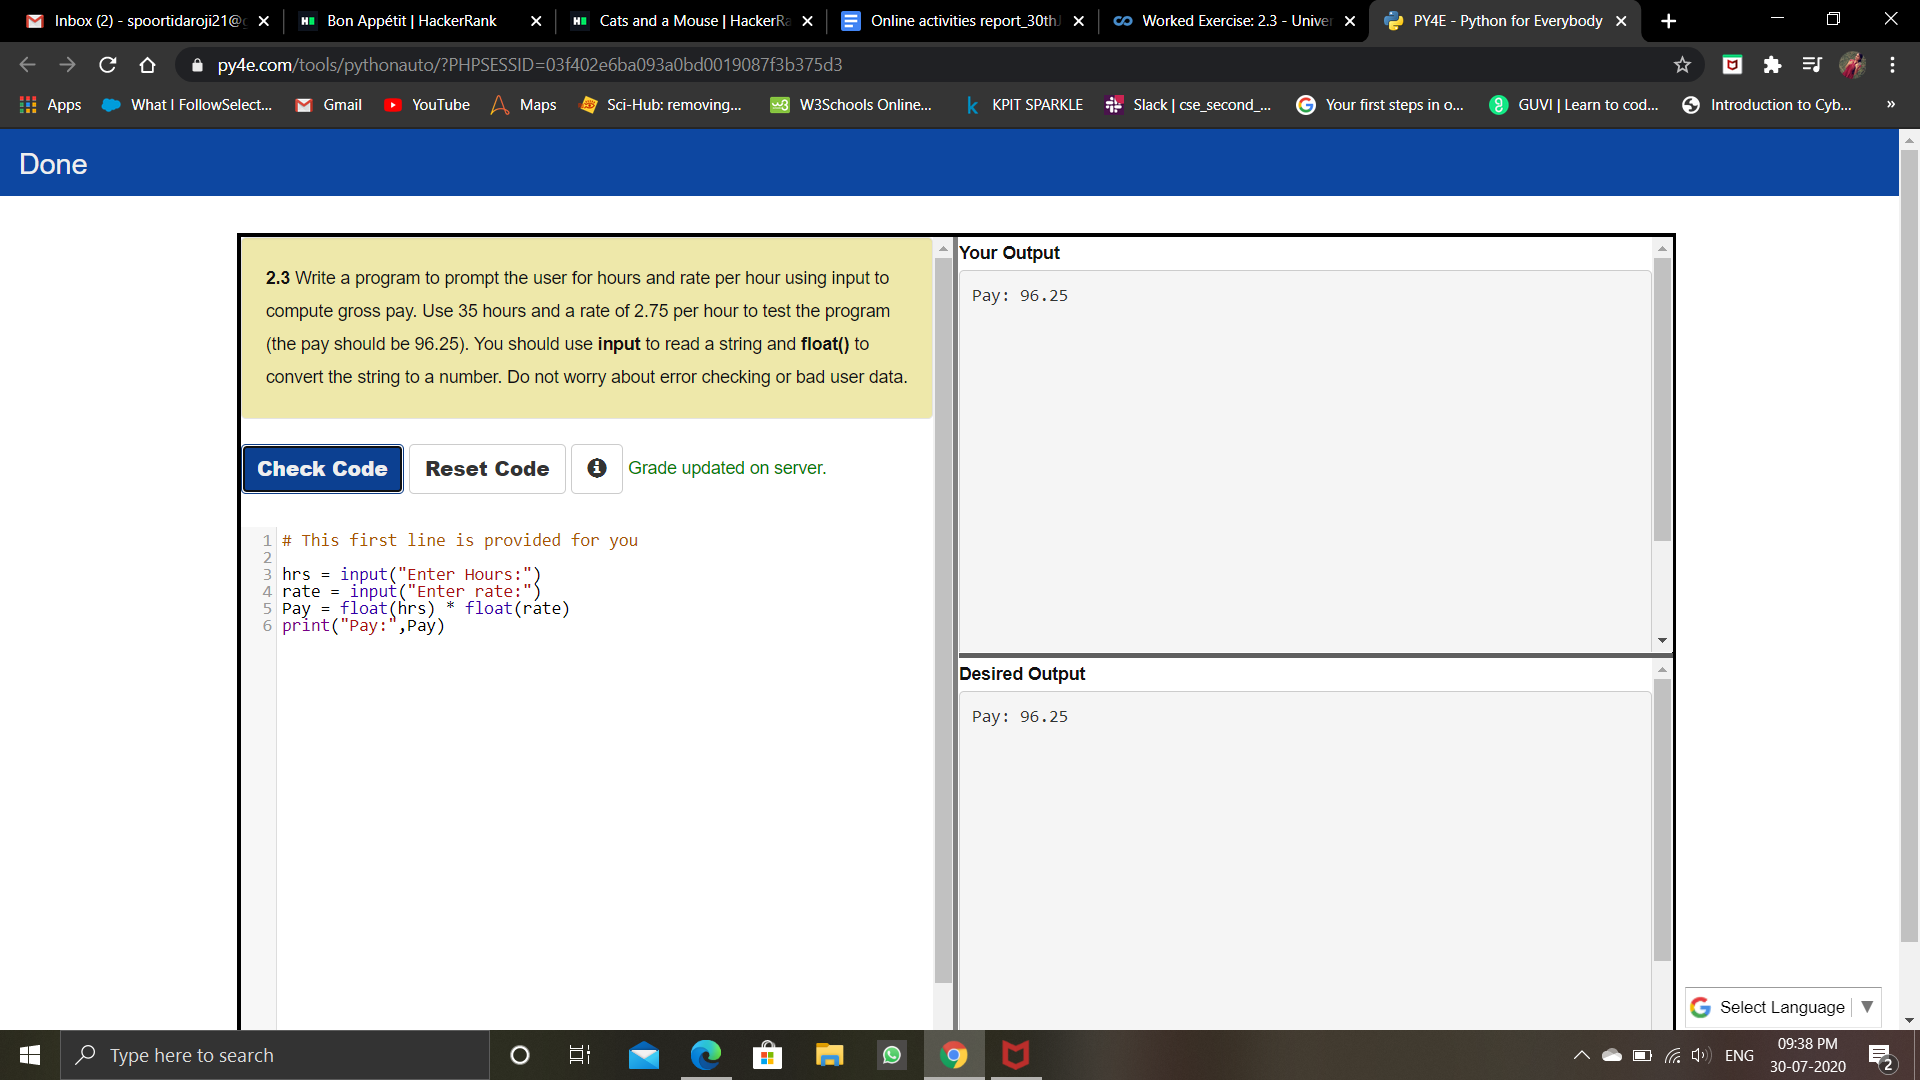 Inbox (2) - spoortidaroji21@
Bon Appétit | HackerRank
Cats and a Mouse | HackerRa
Online activities report_30th
Worked Exercise: 2.3 - Univer
PY4E - Python for Everybody
py4e.com/tools/pythonauto/?PHPSESSID=03f402e6ba093a0bd0019087f3b375d3
Apps
What I FollowSelect...
Gmail
YouTube
Maps
Sci-Hub: removing...
W3Schools Online...
KPIT SPARKLE
Slack | cse_second_...
Your first steps in o...
GUVI | Learn to cod...
Introduction to Cyb...
»
Done
2.3 Write a program to prompt the user for hours and rate per hour using input to
compute gross pay. Use 35 hours and a rate of 2.75 per hour to test the program
(the pay should be 96.25). You should use input to read a string and float() to
convert the string to a number. Do not worry about error checking or bad user data.
Check Code
Reset Code
Grade updated on server.
1 # This first line is provided for you
2
3 hrs = input("Enter Hours:")
4 rate = input("Enter rate:")
5 Pay = float(hrs) * float(rate)
6 print("Pay:",Pay)
Your Output
Pay: 96.25
Desired Output
Pay: 96.25
Select Language
Type here to search
ENG
09:38 PM
30-07-2020
2